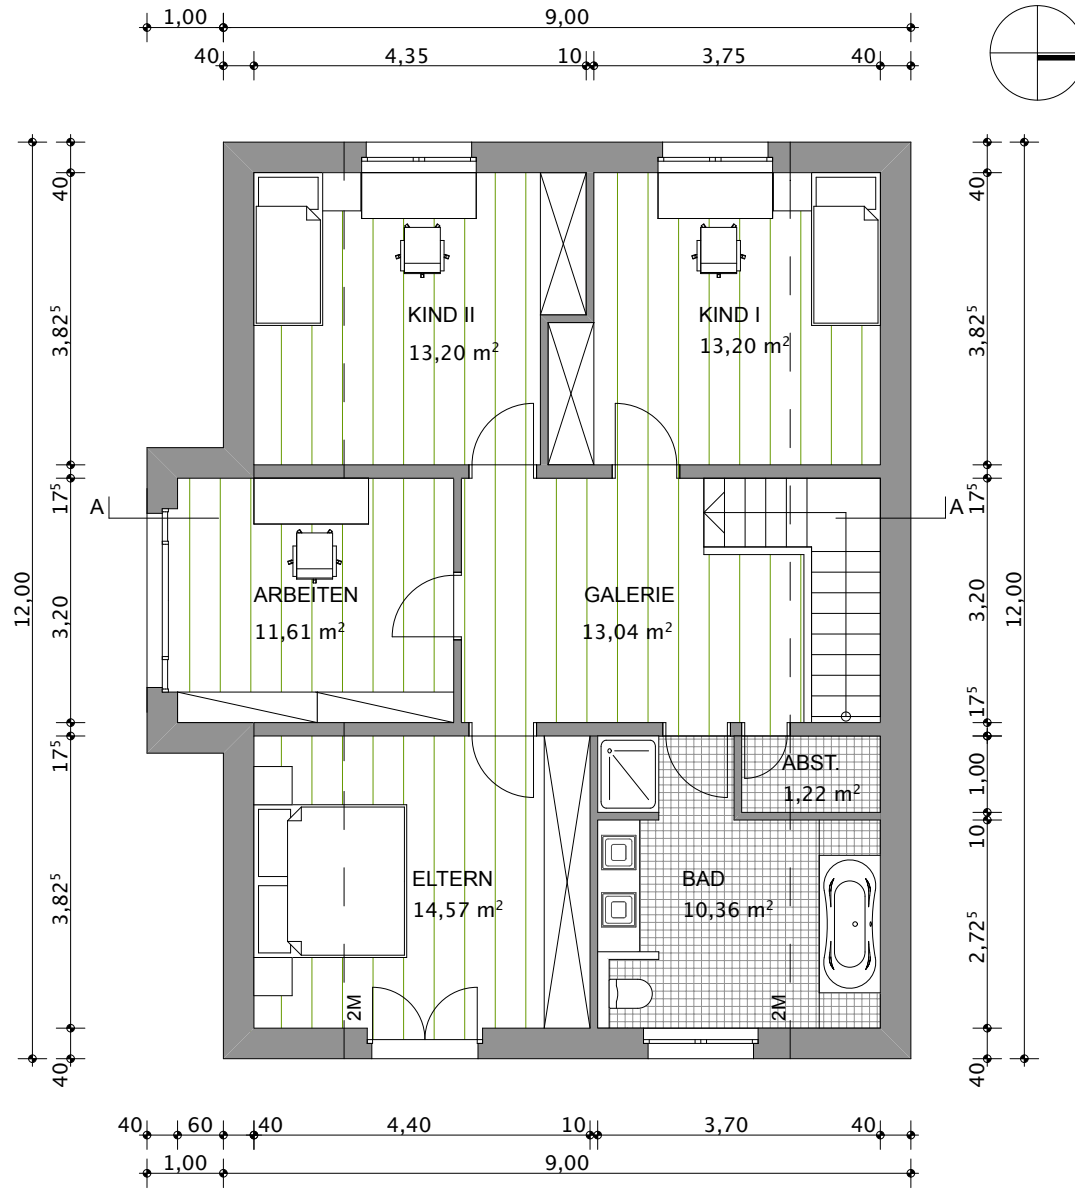 1,00 9,00
40 4,35 10 3,75 40
40 40
3,82⁵ 3,82⁵
KIND II KIND I
13,20 m² 13,20 m²
17⁵ 17⁵
A A
12,00 3,20 3,20 12,00
ARBEITEN GALERIE
11,61 m² 13,04 m²
17⁵ 17⁵
ABST.
1,22 m²
1,00
10
3,82⁵ 2,72⁵
ELTERN BAD
14,57 m² 10,36 m²
2M 2M
40 40
40 60 40 4,40 10 3,70 40
1,00 9,00